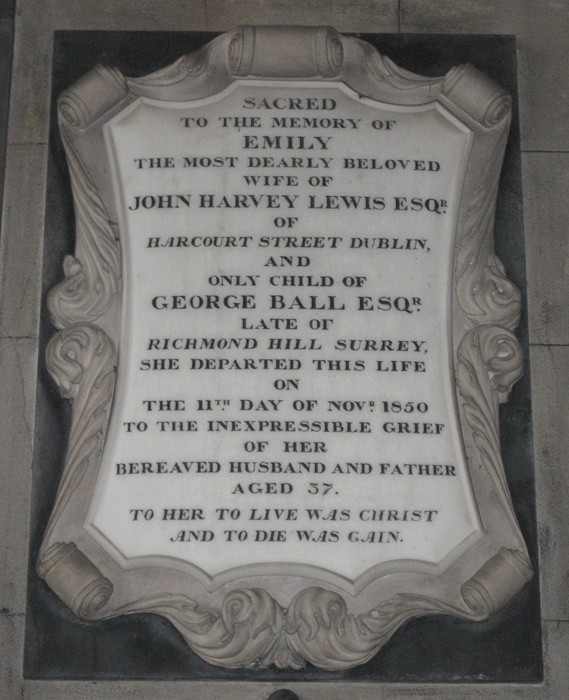 SACRED
TO THE MEMORY OF
EMILY
THE MOST DEARLY BELOVED
WIFE OF
JOHN HARVEY LEWIS ESQR.
OF
HARCOURT STREET DUBLIN,
AND
ONLY CHILD OF
GEORGE BALL ESQR.
LATE OF
RICHMOND HILL SURREY,
SHE DEPARTED THIS LIFE
ON
THE 11TH DAY OF NOVR. 1850
TO THE INEXPRESSIBLE GRIEF
OF HER
BEREAVED HUSBAND AND FATHER
AGED 37.
TO HER TO LIVE WAS CHRIST
AND TO DIE WAS GAIN.